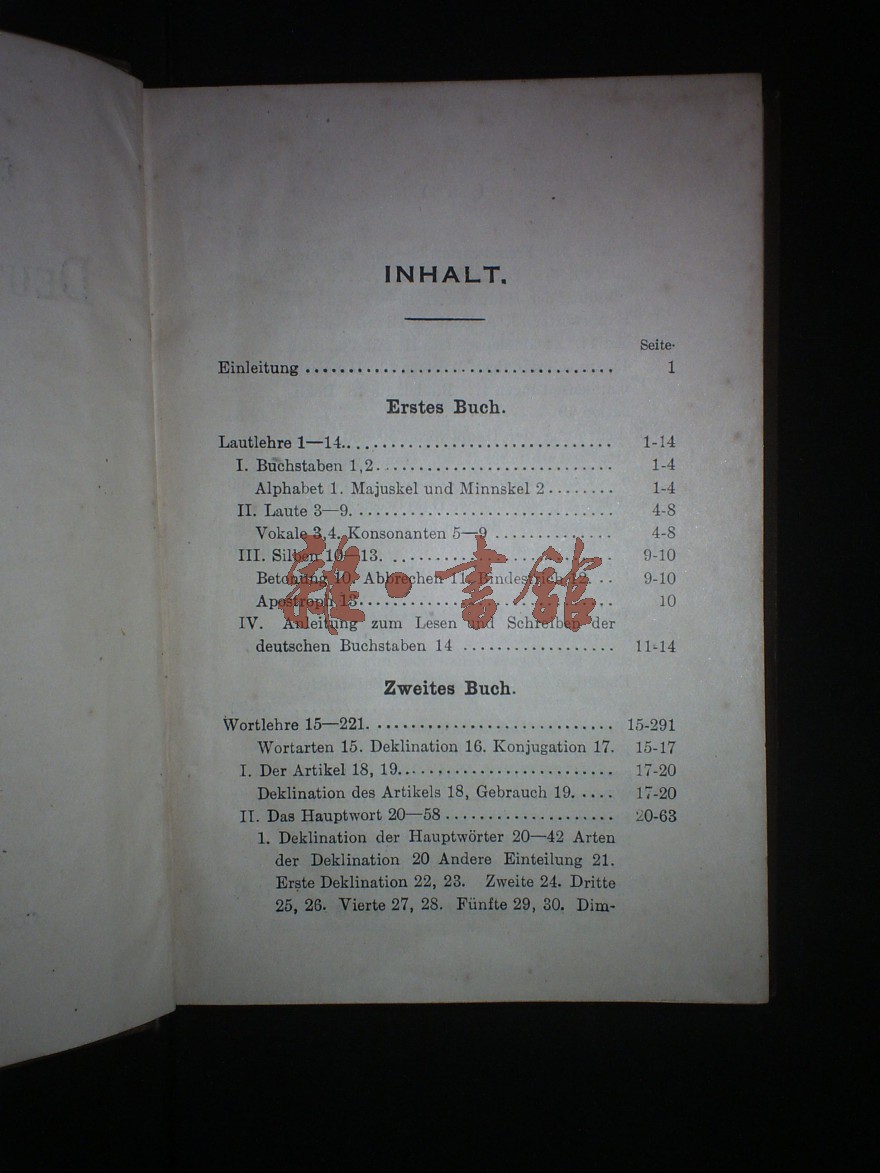 INHALT.
Seite-
Einleitung ................................... 1
Erstes Buch.
Lautlehre 1—14.............................. 1-14
I. Buchstaben 1,2........................... 1-4
Alphabet 1. Majuskel und Minnskel 2........ 1-4
II. Laute 3—9. .............................. 4-8
Vokale 3,4. Konsonanten 5—9 .............. 4-8
III. Silben 10—13. ......................... 9-10
Betonung 10. Abbrechen 11. Bindestrich 12. .. 9-10
Apostroph 13............................. 10
IV. Anleitung zum Lesen und Schreiben der
deutschen Buchstaben 14 ................. 11-14
Zweites Buch.
Wortlehre 15—221. ........................... 15-291
Wortarten 15. Deklination 16. Konjugation 17. 15-17
I. Der Artikel 18, 19......................... 17-20
Deklination des Artikels 18, Gebrauch 19. .... 17-20
II. Das Hauptwort 20—58 .................... 20-63
1. Deklination der Hauptwörter 20—42 Arten
der Deklination 20 Andere Einteilung 21.
Erste Deklination 22, 23. Zweite 24. Dritte
25, 26. Vierte 27, 28. Fünfte 29, 30. Dim-
雜·書館
DEU